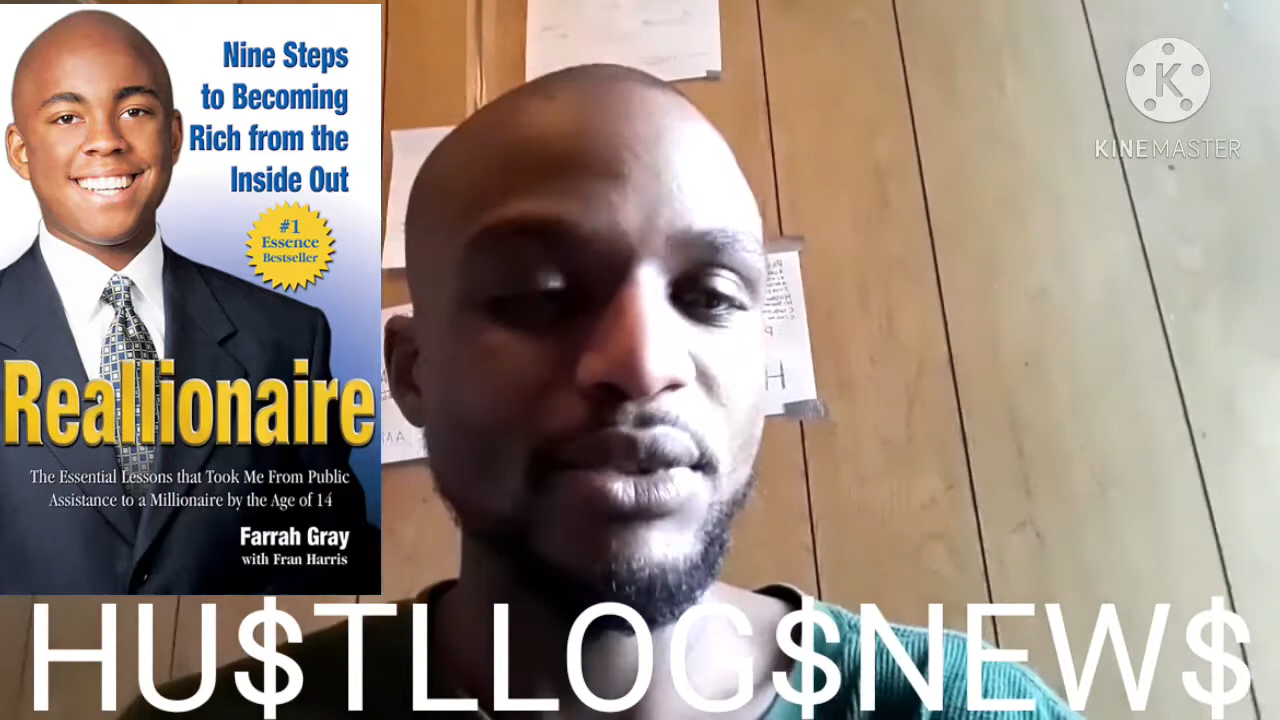 Nine Steps
to Becoming
Rich from the
Inside Out
#1
Essence
Bestseller
Reallionaire
The Essential Lessons that Took Me From Public
Assistance to a Millionaire by the Age of 14
Farrah Gray
with Fran Harris
K
KINEMASTER
HU$TLLOG$NEW$